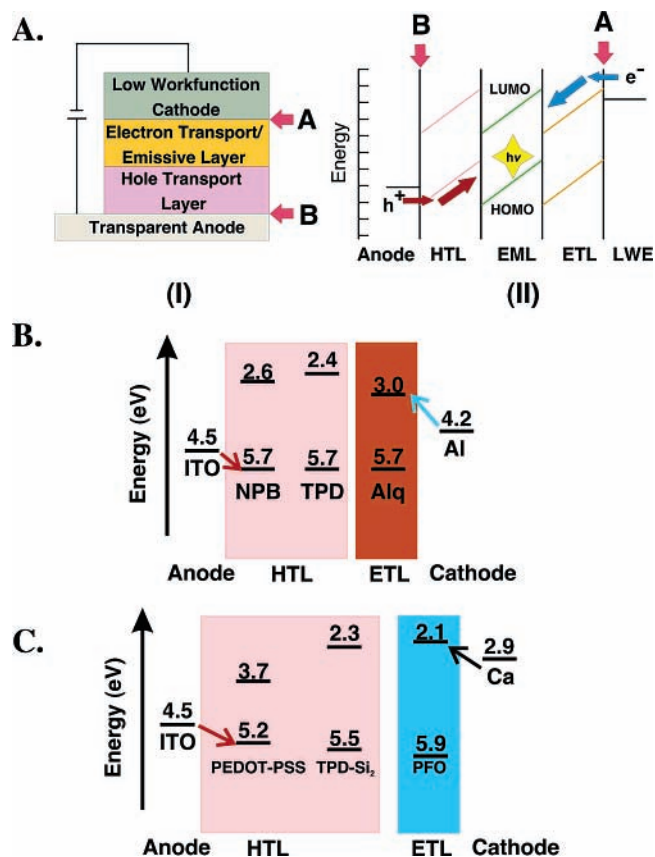 A.
Low Workfunction
Cathode
Electron Transport/
Emissive Layer
Hole Transport
Layer
Transparent Anode
A
B
(I)
B
A
Energy
LUMO
e⁻
hν
h⁺
HOMO
Anode HTL EML ETL LWE
(II)
B.
Energy (eV)
2.6 2.4 3.0
4.5
ITO
4.2
Al
5.7 5.7 5.7
NPB TPD Alq
Anode HTL ETL Cathode
C.
Energy (eV)
2.3 2.1
3.7
2.9
Ca
4.5
ITO
5.2 5.5 5.9
PEDOT-PSS TPD-Si₂ PFO
Anode HTL ETL Cathode